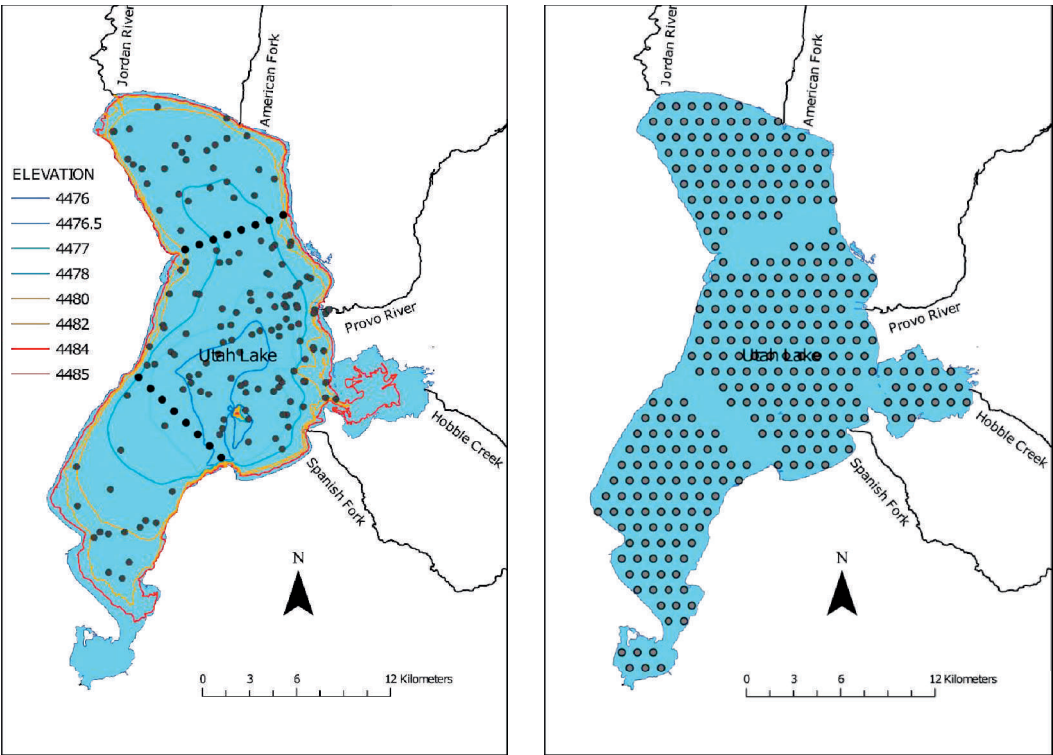 Jordan River
American Fork
ELEVATION
4476
4476.5
4477
4478
4480
4482
4484
4485
Provo River
Utah Lake
Hobble Creek
Spanish Fork
N
0 3 6 12 Kilometers
Jordan River
American Fork
Provo River
Utah Lake
Hobble Creek
Spanish Fork
N
0 3 6 12 Kilometers